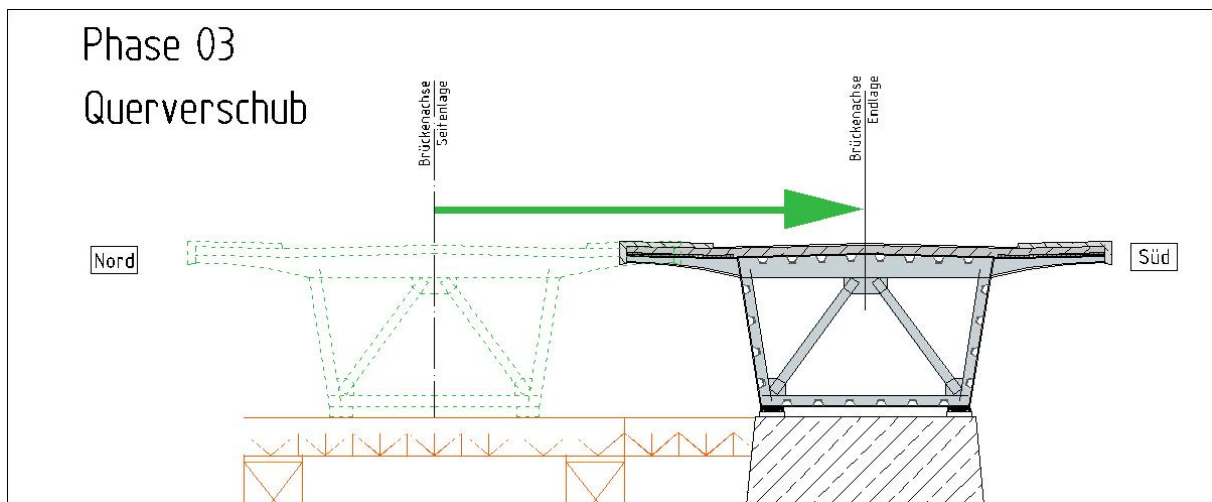 Phase 03
Querverschub
Brückenachse
Seitenlage
Brückenachse
Endlage
Nord
Süd